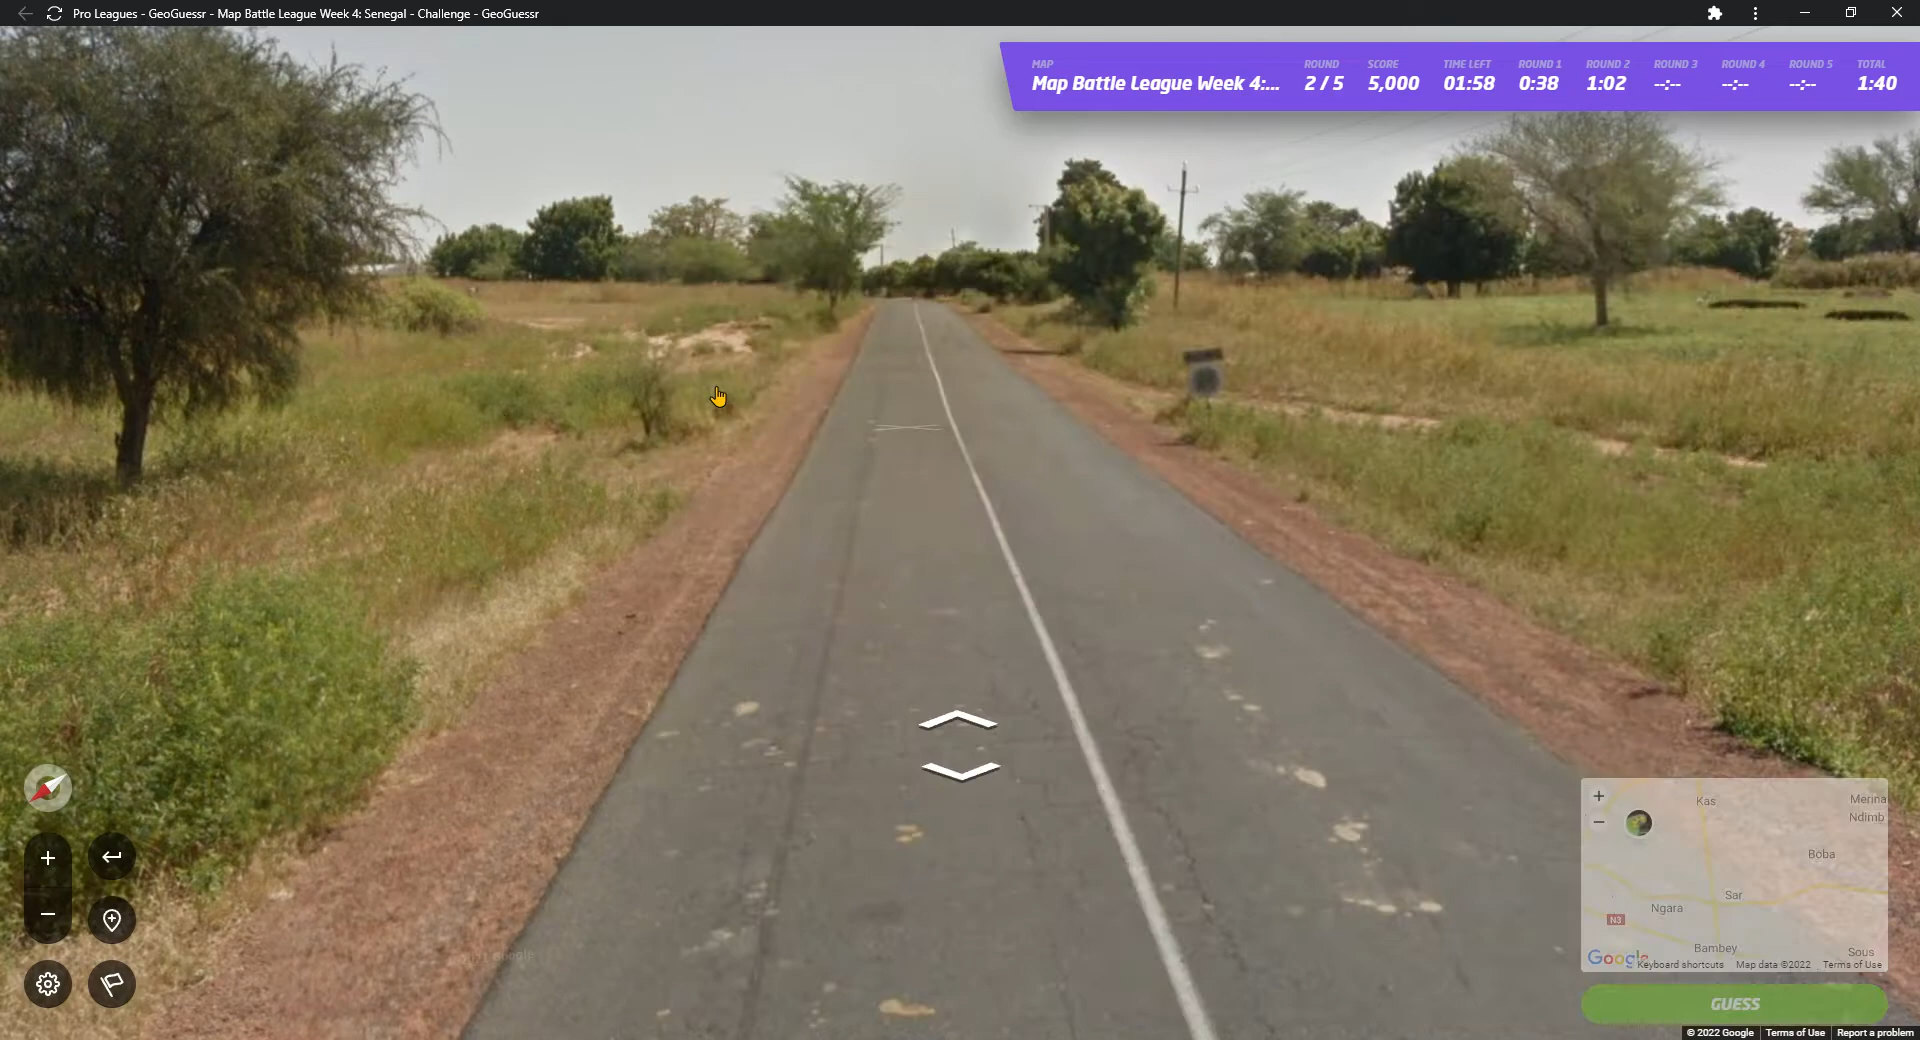 Pro Leagues - GeoGuessr - Map Battle League Week 4: Senegal - Challenge - GeoGuessr
MAP ROUND SCORE TIME LEFT ROUND 1 ROUND 2 ROUND 3 ROUND 4 ROUND 5 TOTAL
Map Battle League Week 4:... 2 / 5 5,000 01:58 0:38 1:02 --:-- --:-- --:-- 1:40
Kas
Merina
Ndimb
Bòba
Sar
Ngara
N3
Bambey
Sous
Google
Keyboard shortcuts Map data ©2022 Terms of Use
GUESS
© 2022 Google Terms of Use Report a problem